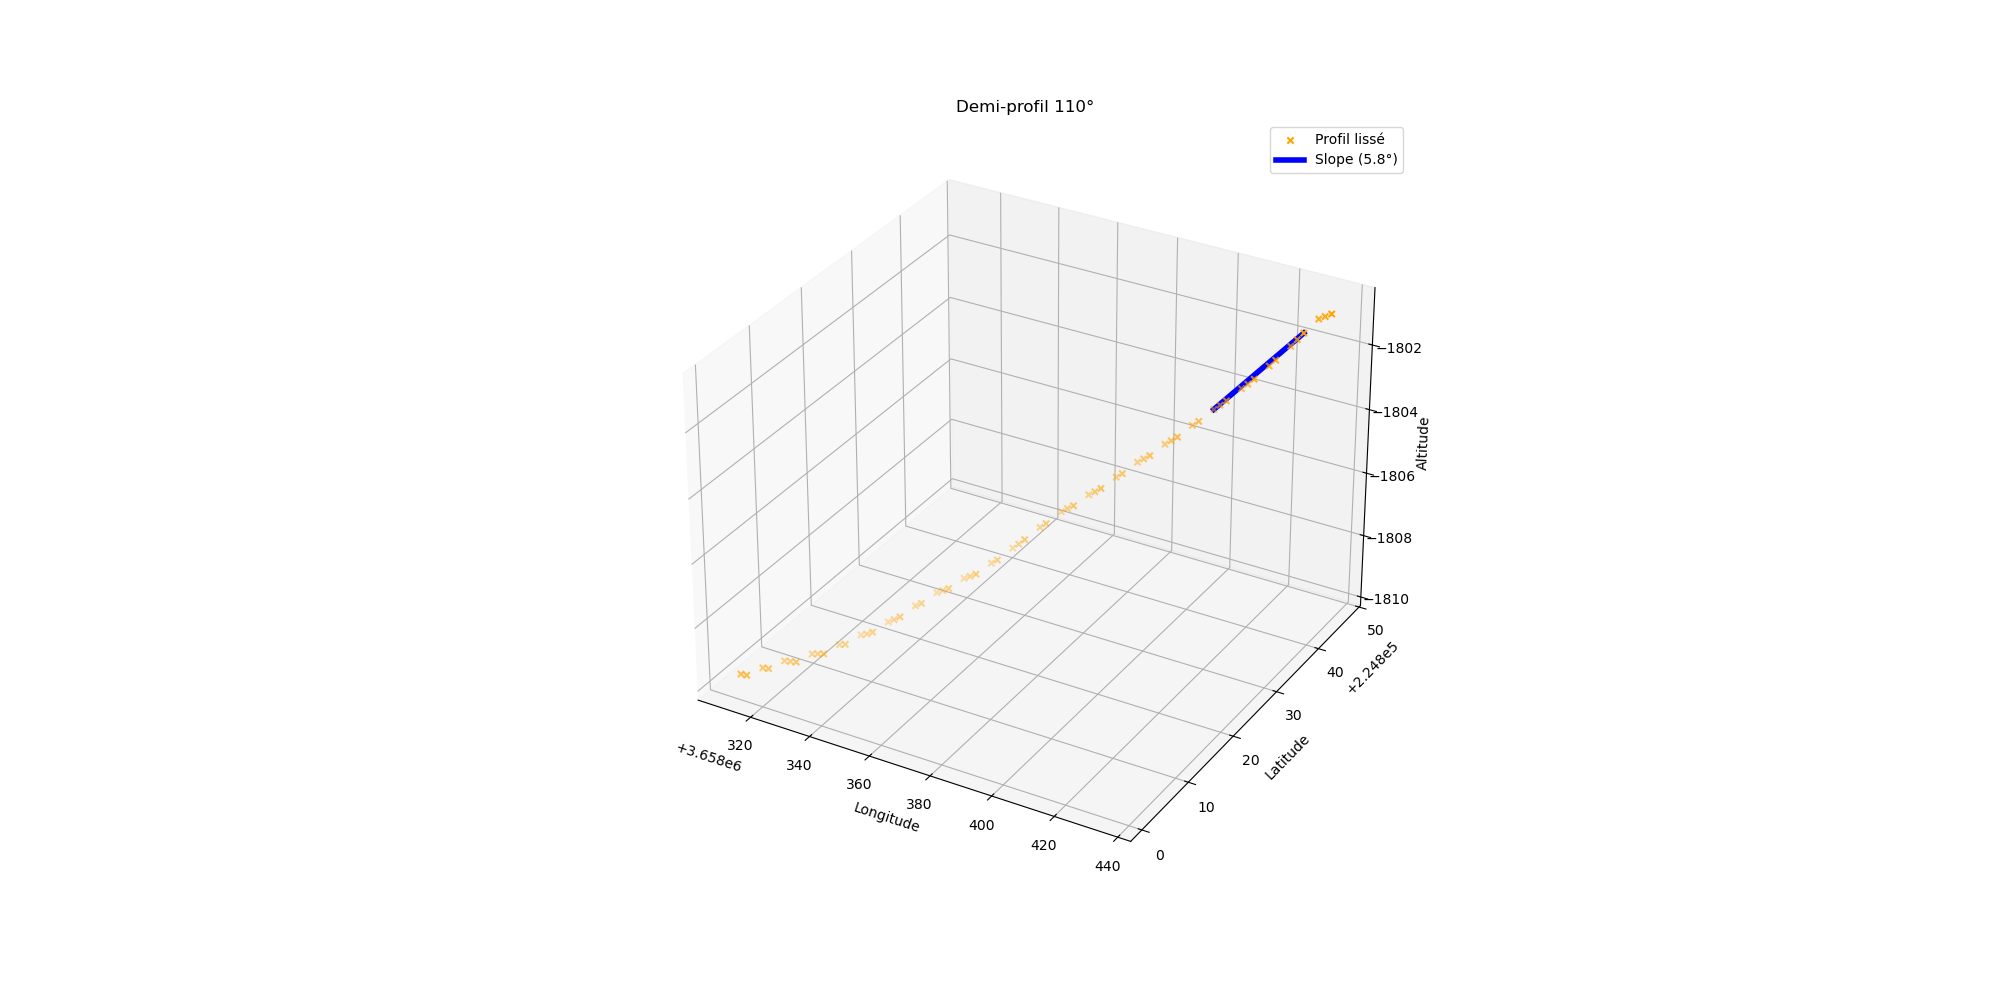 Demi-profil 110°
Profil lissé
Slope (5.8°)
−1802
−1804
−1806
−1808
−1810
Altitude
50
40
30
20
10
0
+2.248e5
Latitude
320
340
360
380
400
420
440
+3.658e6
Longitude